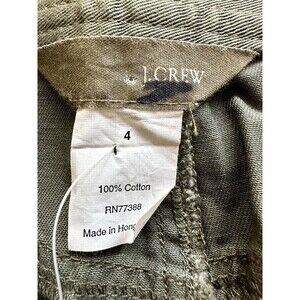 J.CREW
4
100% Cotton
RN77388
Made in Hong